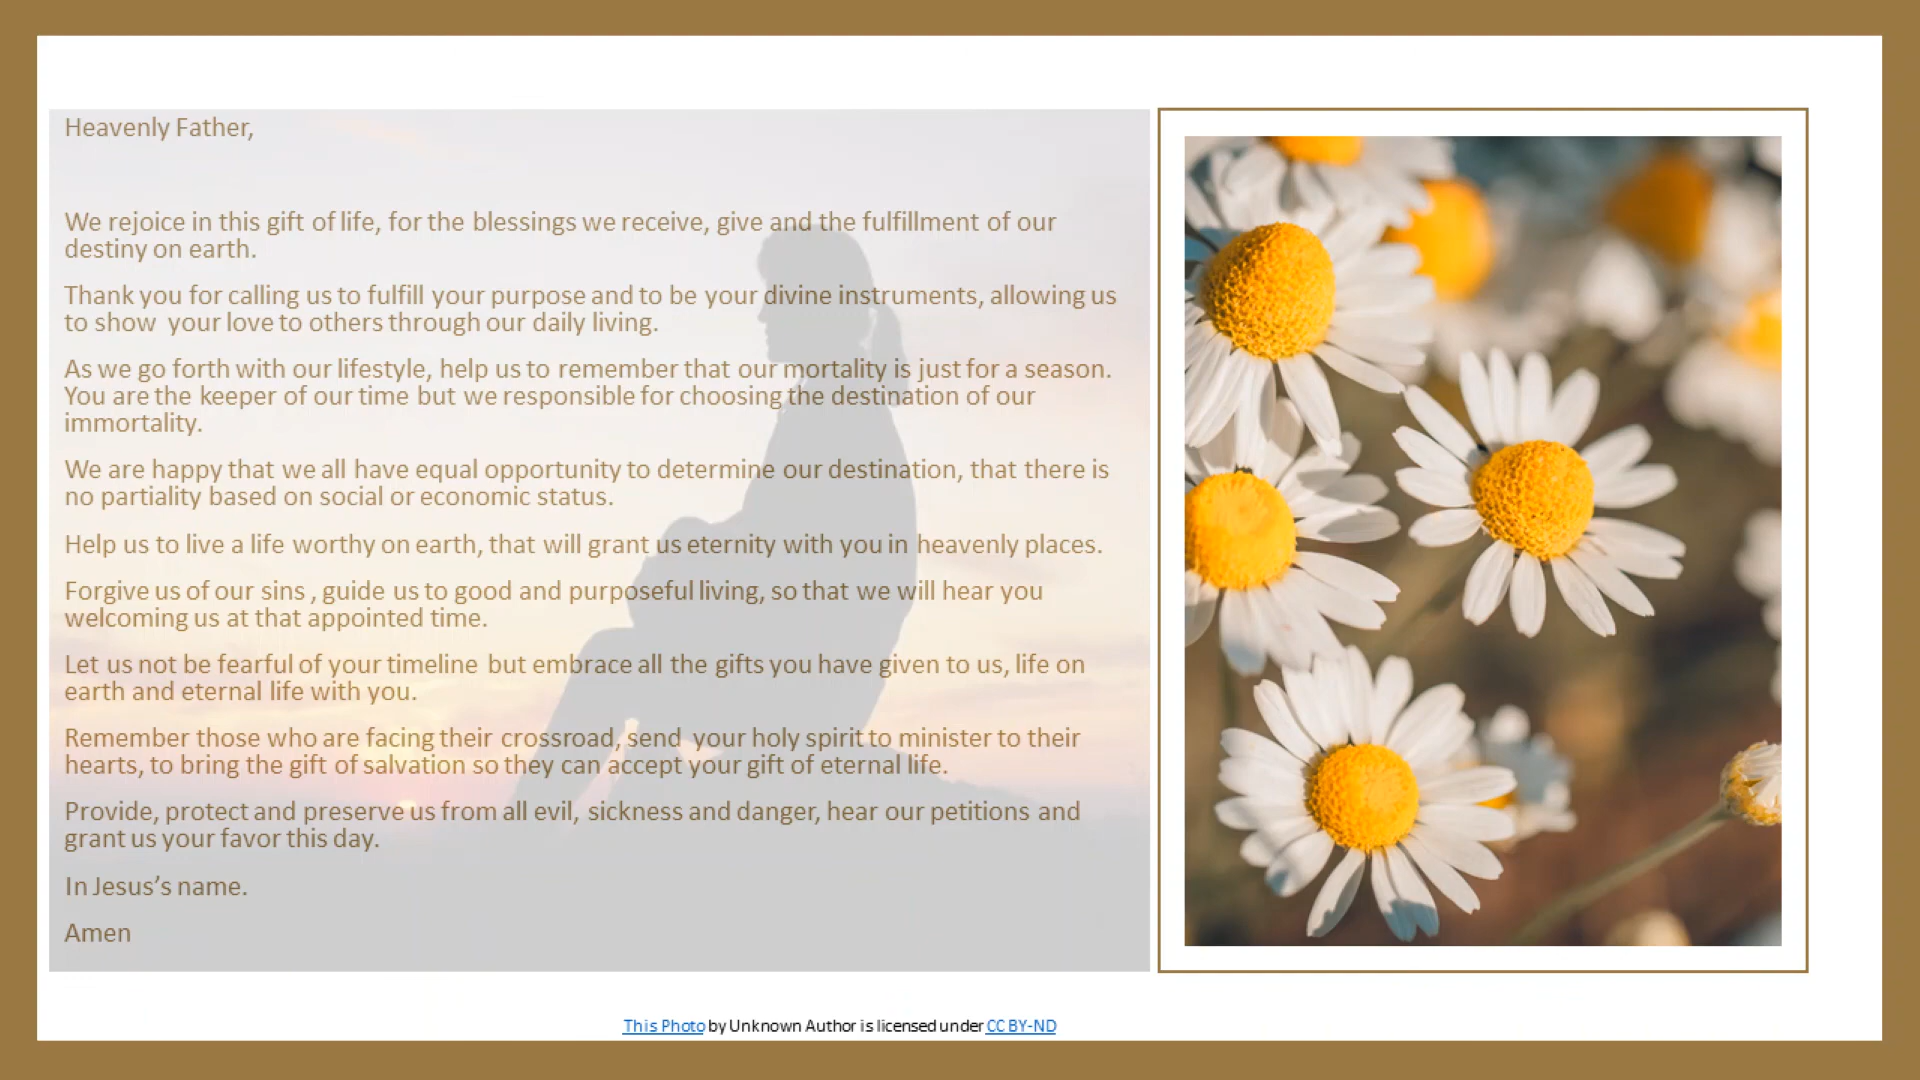 Heavenly Father,
We rejoice in this gift of life, for the blessings we receive, give and the fulfillment of our
destiny on earth.
Thank you for calling us to fulfill your purpose and to be your divine instruments, allowing us
to show your love to others through our daily living.
As we go forth with our lifestyle, help us to remember that our mortality is just for a season.
You are the keeper of our time but we responsible for choosing the destination of our
immortality.
We are happy that we all have equal opportunity to determine our destination, that there is
no partiality based on social or economic status.
Help us to live a life worthy on earth, that will grant us eternity with you in heavenly places.
Forgive us of our sins , guide us to good and purposeful living, so that we will hear you
welcoming us at that appointed time.
Let us not be fearful of your timeline but embrace all the gifts you have given to us, life on
earth and eternal life with you.
Remember those who are facing their crossroad, send your holy spirit to minister to their
hearts, to bring the gift of salvation so they can accept your gift of eternal life.
Provide, protect and preserve us from all evil, sickness and danger, hear our petitions and
grant us your favor this day.
In Jesus’s name.
Amen
This Photo by Unknown Author is licensed under CC BY-ND